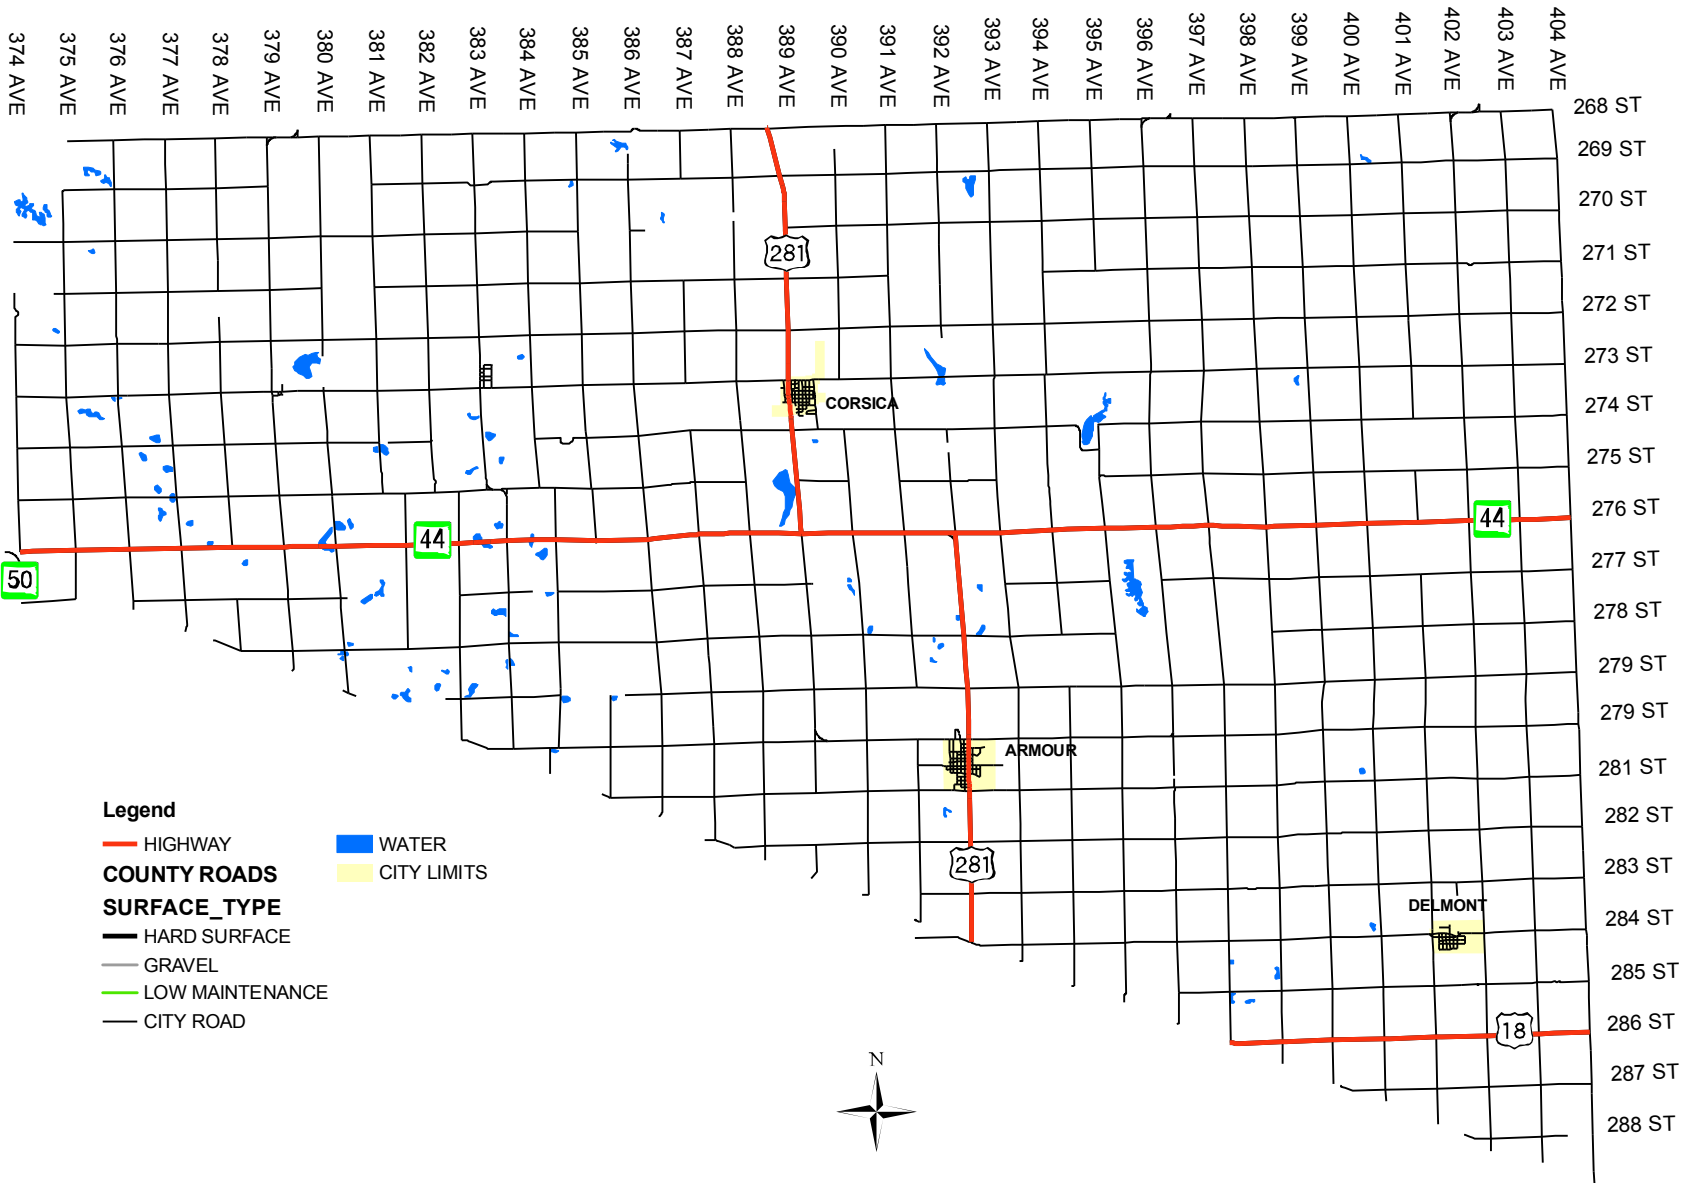 374 AVE
375 AVE
376 AVE
377 AVE
378 AVE
379 AVE
380 AVE
381 AVE
382 AVE
383 AVE
384 AVE
385 AVE
386 AVE
387 AVE
388 AVE
389 AVE
390 AVE
391 AVE
392 AVE
393 AVE
394 AVE
395 AVE
396 AVE
397 AVE
398 AVE
399 AVE
400 AVE
401 AVE
402 AVE
403 AVE
404 AVE
268 ST
269 ST
270 ST
271 ST
281
272 ST
273 ST
CORSICA
274 ST
275 ST
276 ST
44
44
277 ST
50
278 ST
279 ST
279 ST
ARMOUR
281 ST
282 ST
281
283 ST
DELMONT
284 ST
285 ST
286 ST
18
287 ST
288 ST
Legend
HIGHWAY
COUNTY ROADS
SURFACE_TYPE
HARD SURFACE
GRAVEL
LOW MAINTENANCE
CITY ROAD
WATER
CITY LIMITS
N